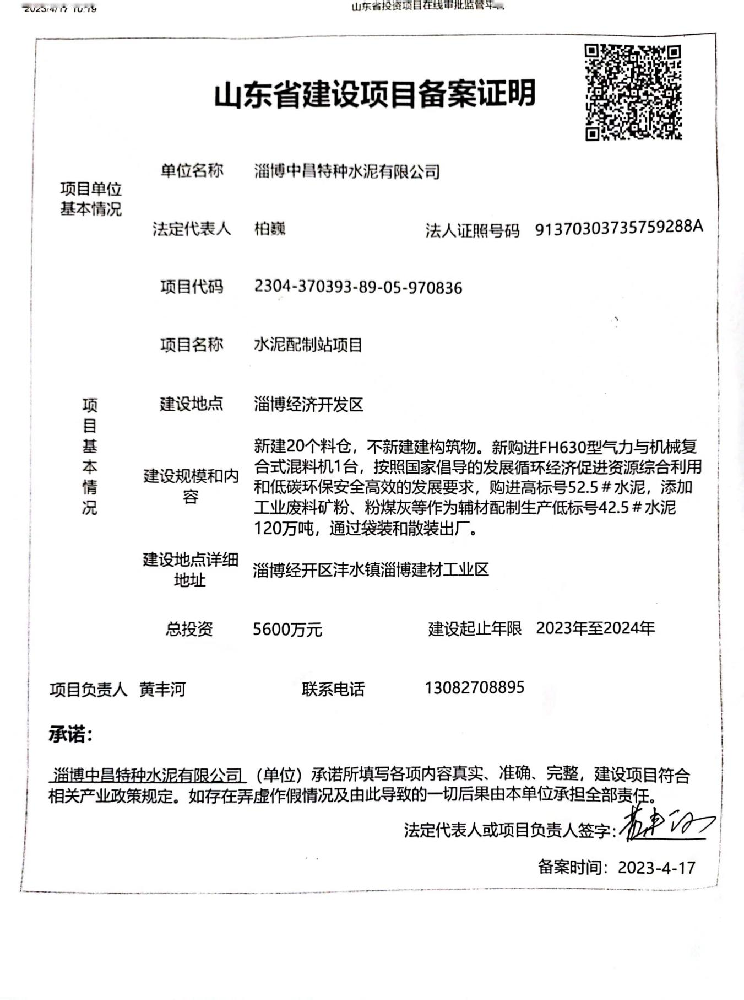 2023/4/17 10:19
山东省投资项目在线审批监管平台
山东省建设项目备案证明
项目单位
基本情况
单位名称 淄博中昌特种水泥有限公司
法定代表人 柏巍 法人证照号码 91370303735759288A
项目基本情况
项目代码 2304-370393-89-05-970836
项目名称 水泥配制站项目
建设地点 淄博经济开发区
建设规模和内
容
新建20个料仓，不新建建构筑物。新购进FH630型气力与机械复
合式混料机1台，按照国家倡导的发展循环经济促进资源综合利用
和低碳环保安全高效的发展要求，购进高标号52.5＃水泥，添加
工业废料矿粉、粉煤灰等作为辅材配制生产低标号42.5＃水泥
120万吨，通过袋装和散装出厂。
建设地点详细
地址
淄博经开区沣水镇淄博建材工业区
总投资 5600万元 建设起止年限 2023年至2024年
项目负责人 黄丰河 联系电话 13082708895
承诺：
淄博中昌特种水泥有限公司（单位）承诺所填写各项内容真实、准确、完整，建设项目符合
相关产业政策规定。如存在弄虚作假情况及由此导致的一切后果由本单位承担全部责任。
法定代表人或项目负责人签字：黄丰河
备案时间：2023-4-17